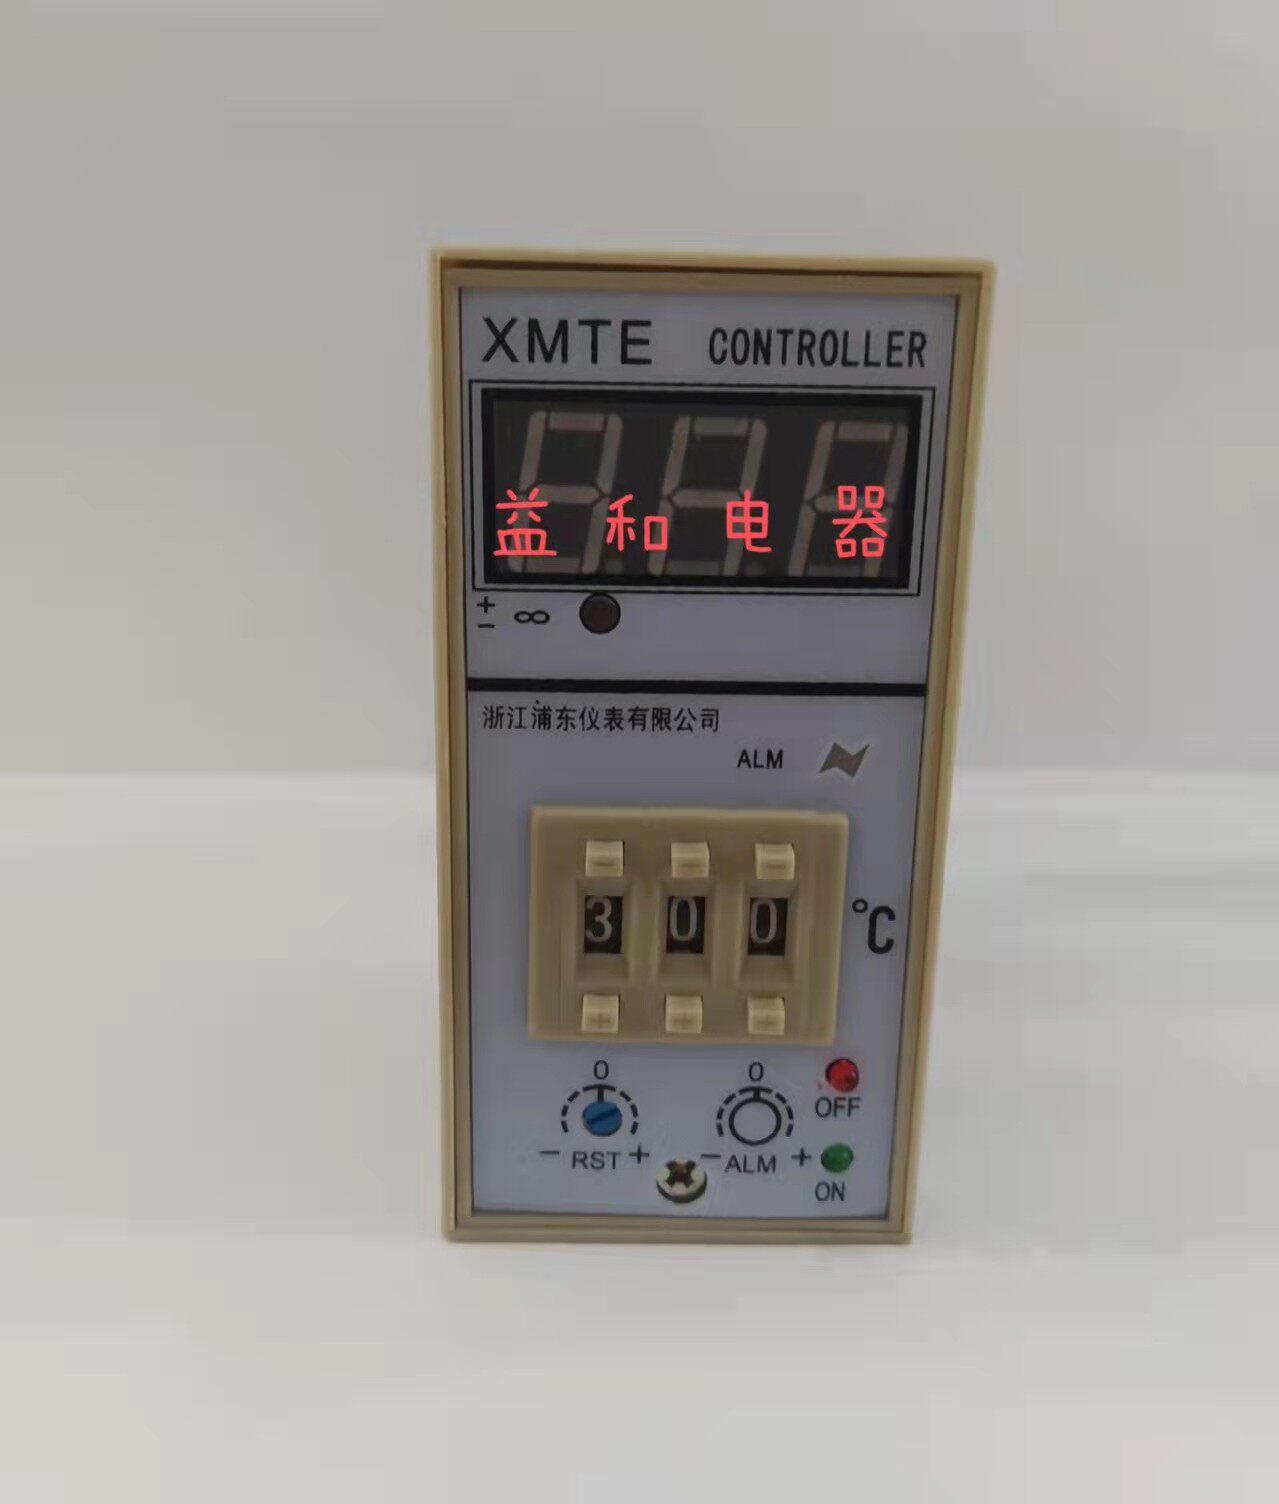 XMTE CONTROLLER
益和电器
+
- ∞
浙江浦东仪表有限公司
ALM
300 °C
0 0
OFF
- RST + - ALM +
ON